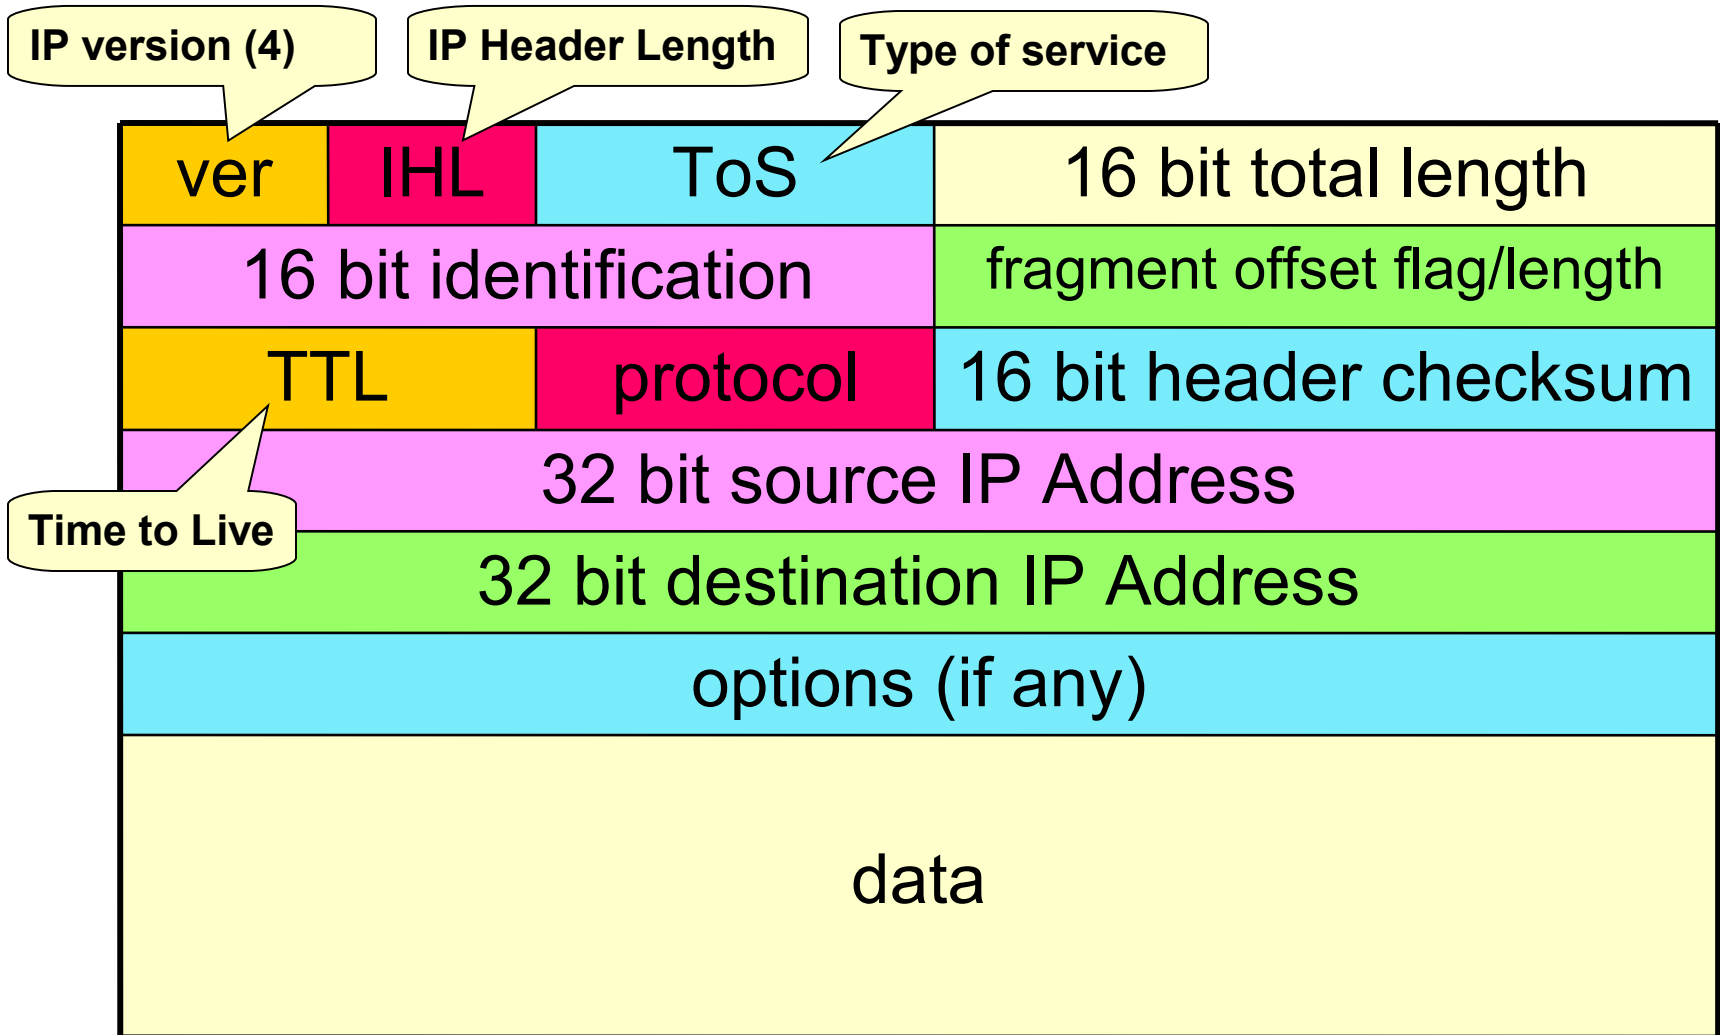 IP version (4)
IP Header Length
Type of service
ver
IHL
ToS
16 bit total length
16 bit identification
fragment offset flag/length
TTL
protocol
16 bit header checksum
32 bit source IP Address
Time to Live
32 bit destination IP Address
options (if any)
data